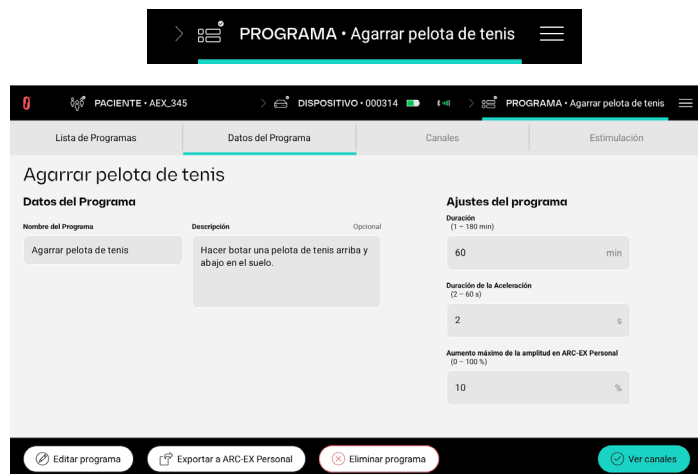 PROGRAMA • Agarrar pelota de tenis
PACIENTE • AEX_345
DISPOSITIVO • 000314
PROGRAMA • Agarrar pelota de tenis
Lista de Programas
Datos del Programa
Canales
Estimulación
Agarrar pelota de tenis
Datos del Programa
Nombre del Programa
Agarrar pelota de tenis
Descripción
Opcional
Hacer botar una pelota de tenis arriba y
abajo en el suelo.
Ajustes del programa
Duración
(1 – 180 min)
60 min
Duración de la Aceleración
(2 – 60 s)
2 s
Aumento máximo de la amplitud en ARC-EX Personal
(0 – 100 %)
10 %
Editar programa
Exportar a ARC-EX Personal
Eliminar programa
Ver canales